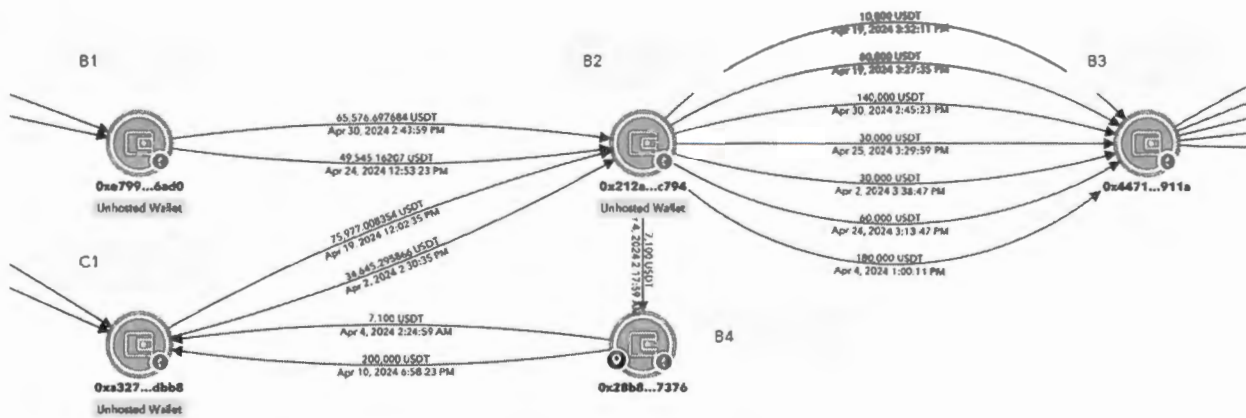 B1
B2
B3
10,000 USDT
Apr 19, 2024 3:32:11 PM
80,000 USDT
Apr 19, 2024 3:27:35 PM
65,576.697684 USDT
Apr 30, 2024 2:43:59 PM
140,000 USDT
Apr 30, 2024 2:45:23 PM
49,545.16207 USDT
Apr 24, 2024 12:53:23 PM
30,000 USDT
Apr 25, 2024 3:29:59 PM
0xe799...6ad0
Unhosted Wallet
0x212a...c794
Unhosted Wallet
0x4471...911a
30,000 USDT
Apr 2, 2024 3:38:47 PM
60,000 USDT
Apr 24, 2024 3:13:47 PM
180,000 USDT
Apr 4, 2024 1:00:11 PM
C1
75,977.008354 USDT
Apr 19, 2024 12:02:35 PM
34,645.295866 USDT
Apr 2, 2024 2:30:35 PM
7,100 USDT
4, 2024 2:17:59
7,100 USDT
Apr 4, 2024 2:24:59 AM
200,000 USDT
Apr 10, 2024 6:58:23 PM
B4
0xa327...dbb8
Unhosted Wallet
0x28b8...7376